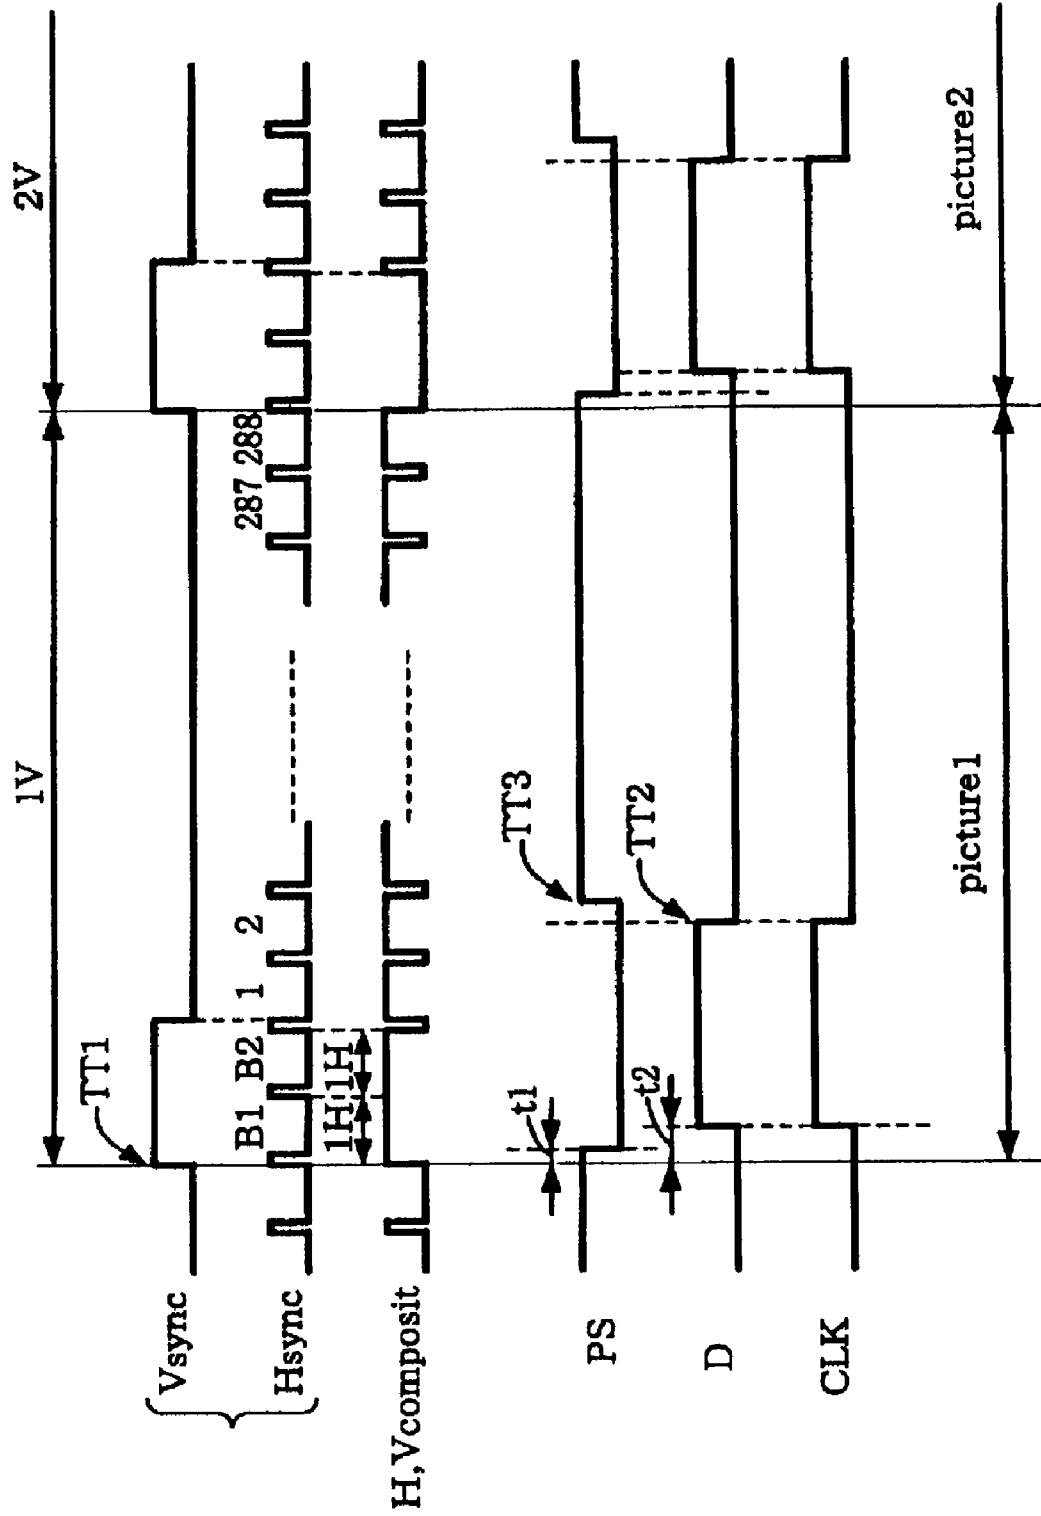 1V
2V
Vsync
TT1
Hsync
B1
B2
1
2
287
288
1H
1H
H,Vcomposit
PS
t1
TT3
D
t2
TT2
CLK
picture1
picture2